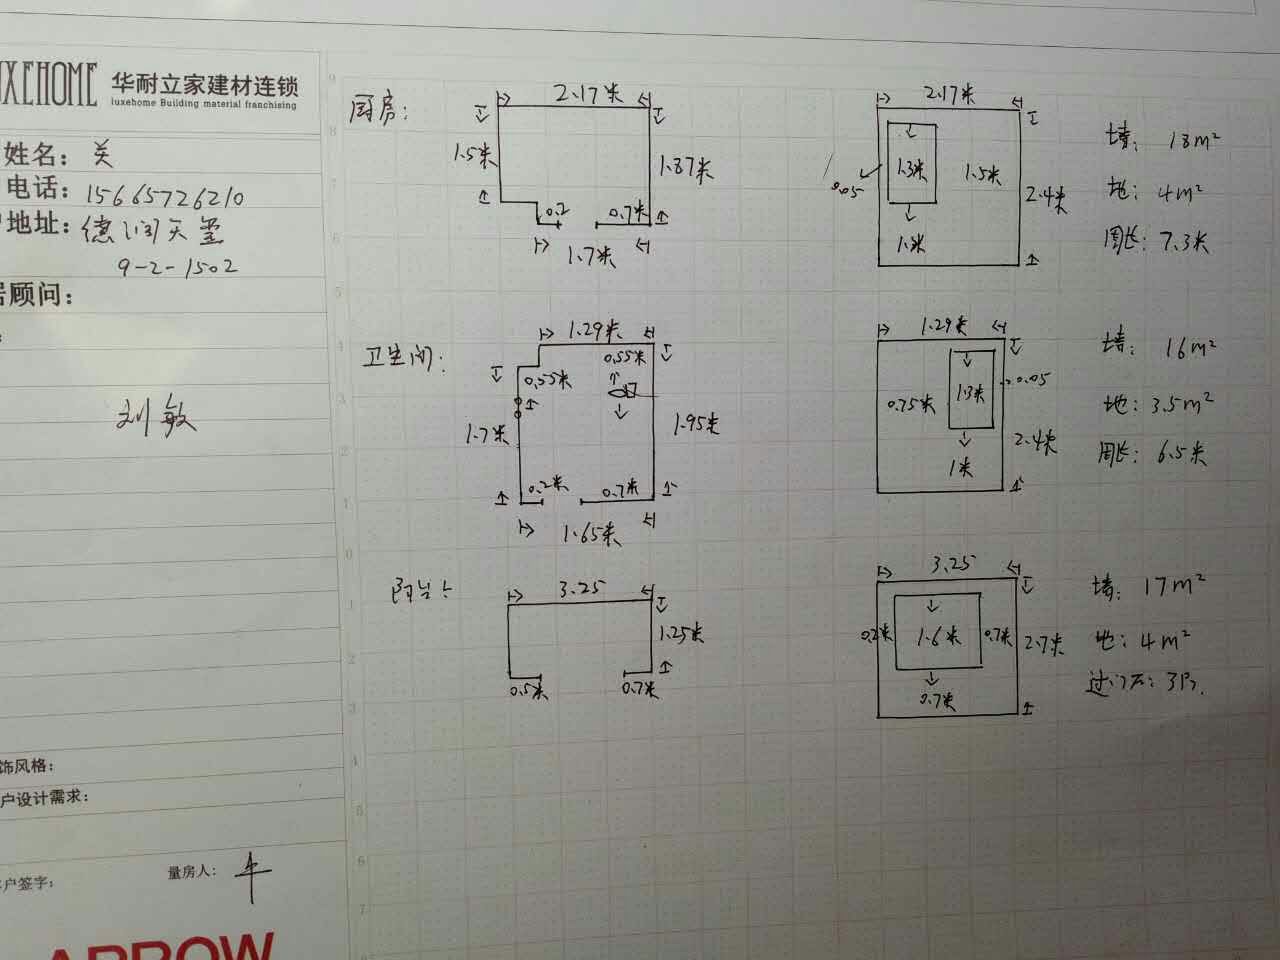 UXEHOME 华耐立家建材连锁
luxehome Building material franchising
姓名: 关
电话: 15665726210
地址: 德润天玺
9-2-1502
居顾问:
刘敏
饰风格:
户设计需求:
户签字:
量房人: 牛
ARROW
厨房:
2.17米
1.5米
1.87米
0.2
0.7米
1.7米
2.17米
1.3米
1.5米
0.05
2.4米
墙: 18m²
地: 4m²
周长: 7.3米
卫生间:
1.29米
0.55米
0.55米
1.7米
1.95米
0.2米
0.7米
1.65米
1.29米
0.75米
1.3米
0.05
2.4米
1米
墙: 16m²
地: 3.5m²
周长: 6.5米
阳台:
3.25
1.25米
0.5米
0.7米
3.25
0.2米
1.6米
0.7米
2.7米
0.7米
墙: 17m²
地: 4m²
过门石: 3门.